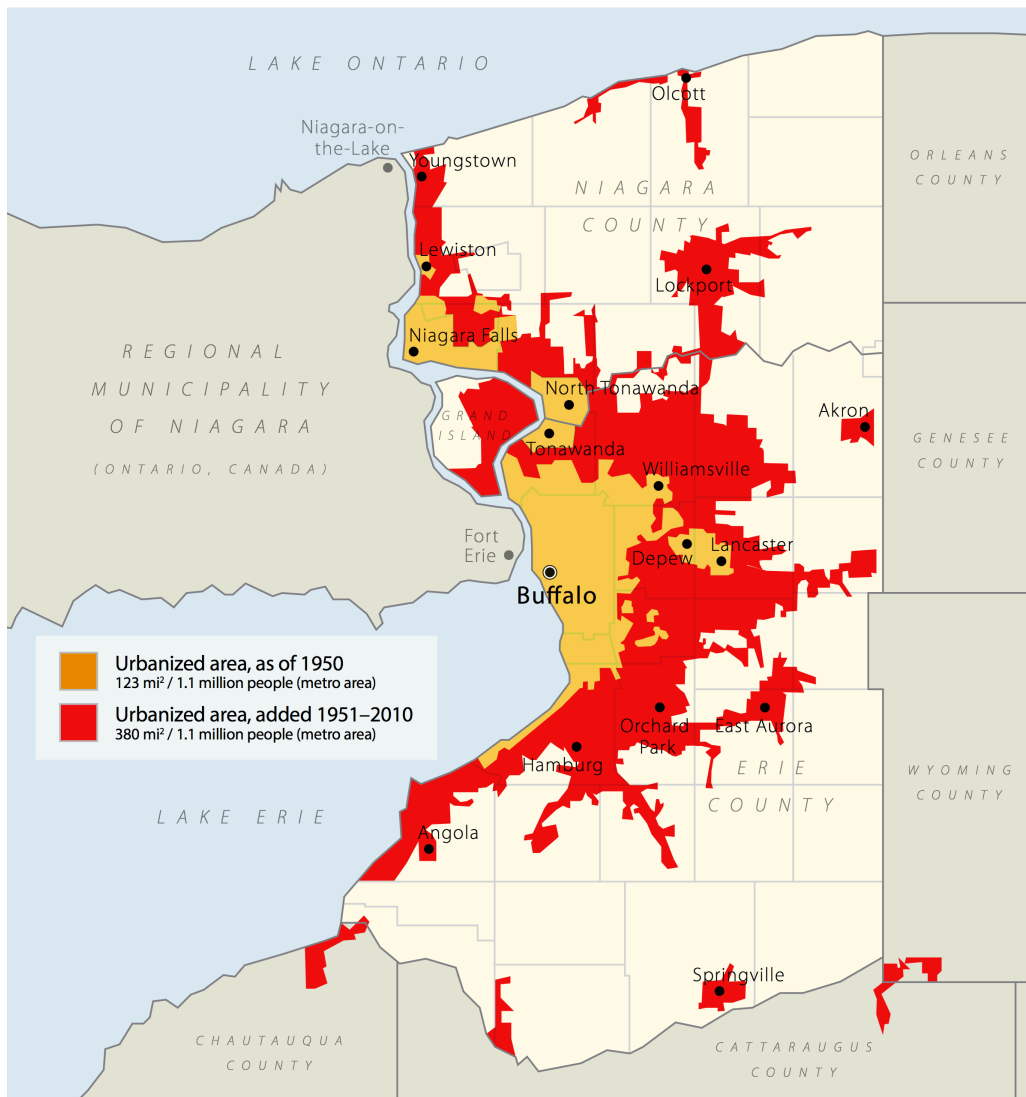 LAKE ONTARIO
Olcott
Niagara-on-
the-Lake
Youngstown
ORLEANS
COUNTY
NIAGARA
COUNTY
Lewiston
Lockport
Niagara Falls
REGIONAL
MUNICIPALITY
OF NIAGARA
(ONTARIO, CANADA)
North Tonawanda
GRAND
ISLAND
Akron
Tonawanda
GENESEE
COUNTY
Williamsville
Fort
Erie
Depew
Lancaster
Buffalo
Urbanized area, as of 1950
123 mi² / 1.1 million people (metro area)
Urbanized area, added 1951–2010
380 mi² / 1.1 million people (metro area)
Orchard
Park
East Aurora
Hamburg
ERIE
COUNTY
WYOMING
COUNTY
LAKE ERIE
Angola
Springville
CHAUTAUQUA
COUNTY
CATTARAUGUS
COUNTY